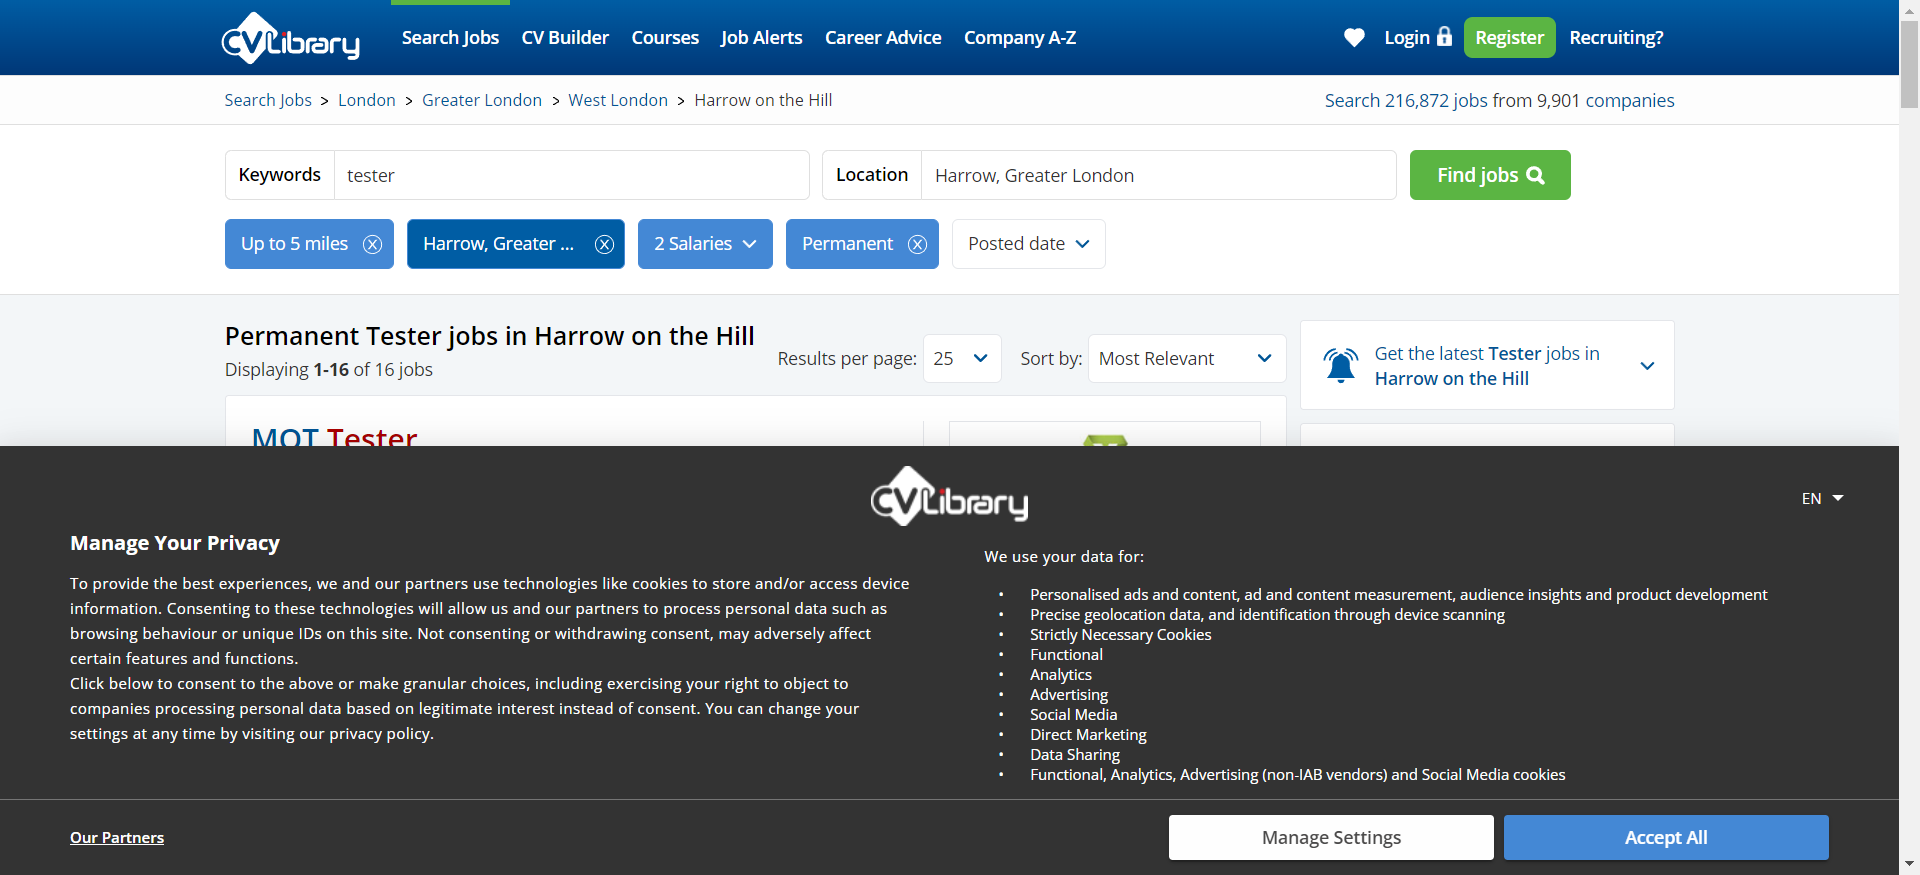 CVLibrary
Search Jobs CV Builder Courses Job Alerts Career Advice Company A-Z Login Register Recruiting?
Search Jobs > London > Greater London > West London > Harrow on the Hill
Search 216,872 jobs from 9,901 companies
Keywords tester Location Harrow, Greater London Find jobs
Up to 5 miles Harrow, Greater ... 2 Salaries Permanent Posted date
Permanent Tester jobs in Harrow on the Hill
Displaying 1-16 of 16 jobs
Results per page: 25 Sort by: Most Relevant
Get the latest Tester jobs in
Harrow on the Hill
MOT Tester
CVLibrary
EN
Manage Your Privacy
To provide the best experiences, we and our partners use technologies like cookies to store and/or access device
information. Consenting to these technologies will allow us and our partners to process personal data such as
browsing behaviour or unique IDs on this site. Not consenting or withdrawing consent, may adversely affect
certain features and functions.
Click below to consent to the above or make granular choices, including exercising your right to object to
companies processing personal data based on legitimate interest instead of consent. You can change your
settings at any time by visiting our privacy policy.
We use your data for:
• Personalised ads and content, ad and content measurement, audience insights and product development
• Precise geolocation data, and identification through device scanning
• Strictly Necessary Cookies
• Functional
• Analytics
• Advertising
• Social Media
• Direct Marketing
• Data Sharing
• Functional, Analytics, Advertising (non-IAB vendors) and Social Media cookies
Our Partners
Manage Settings
Accept All